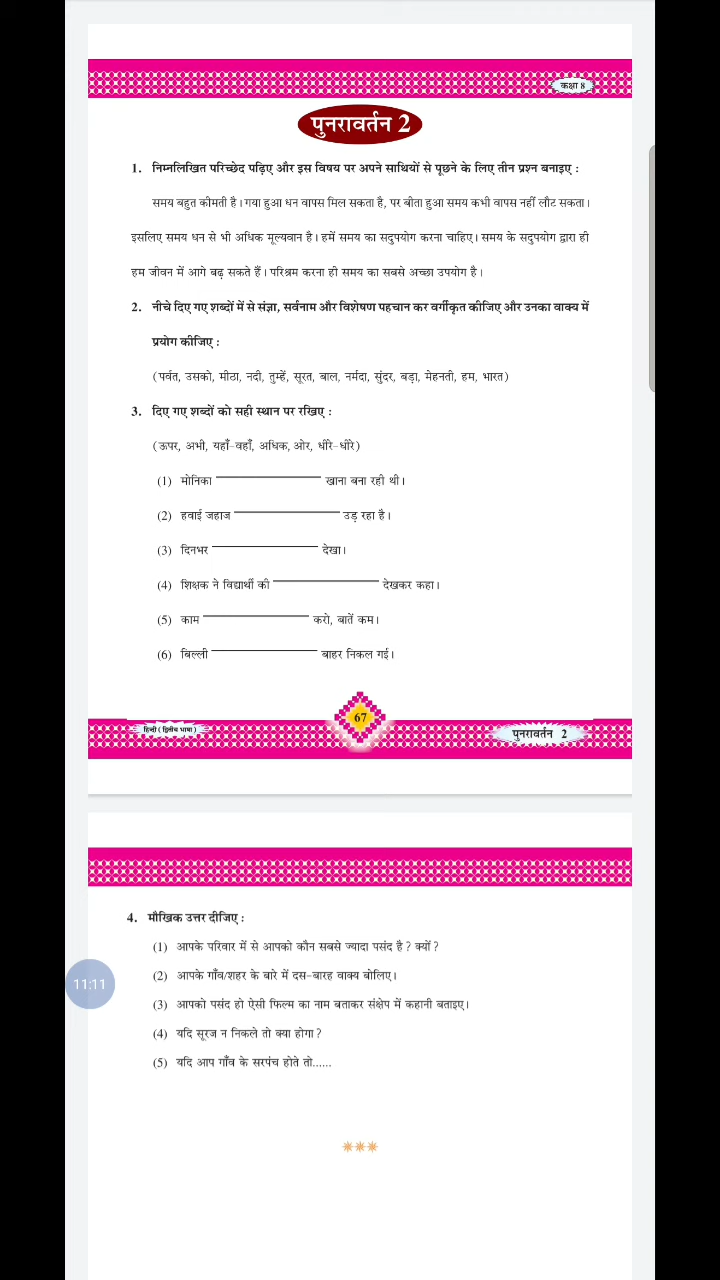 कक्षा 8
पुनरावर्तन 2
1. निम्नलिखित परिच्छेद पढ़िए और इस विषय पर अपने साथियों से पूछने के लिए तीन प्रश्न बनाइए :
समय बहुत कीमती है। गया हुआ धन वापस मिल सकता है, पर बीता हुआ समय कभी वापस नहीं लौट सकता।
इसलिए समय धन से भी अधिक मूल्यवान है। हमें समय का सदुपयोग करना चाहिए। समय के सदुपयोग द्वारा ही
हम जीवन में आगे बढ़ सकते हैं। परिश्रम करना ही समय का सबसे अच्छा उपयोग है।
2. नीचे दिए गए शब्दों में से संज्ञा, सर्वनाम और विशेषण पहचान कर वर्गीकृत कीजिए और उनका वाक्य में
प्रयोग कीजिए :
(पर्वत, उसको, मीठा, नदी, तुम्हें, सूरत, बाल, नर्मदा, सुंदर, बड़ा, मेहनती, हम, भारत)
3. दिए गए शब्दों को सही स्थान पर रखिए :
(ऊपर, अभी, यहाँ-वहाँ, अधिक, ओर, धीरे-धीरे)
(1) मोनिका ____________ खाना बना रही थी।
(2) हवाई जहाज ____________ उड़ रहा है।
(3) दिनभर ____________ देखा।
(4) शिक्षक ने विद्यार्थी की ____________ देखकर कहा।
(5) काम ____________ करो, बातें कम।
(6) बिल्ली ____________ बाहर निकल गई।
हिन्दी (द्वितीय भाषा)
67
पुनरावर्तन 2
4. मौखिक उत्तर दीजिए :
(1) आपके परिवार में से आपको कौन सबसे ज्यादा पसंद है ? क्यों ?
(2) आपके गाँव/शहर के बारे में दस-बारह वाक्य बोलिए।
11:11
(3) आपको पसंद हो ऐसी फिल्म का नाम बताकर संक्षेप में कहानी बताइए।
(4) यदि सूरज न निकले तो क्या होगा ?
(5) यदि आप गाँव के सरपंच होते तो......